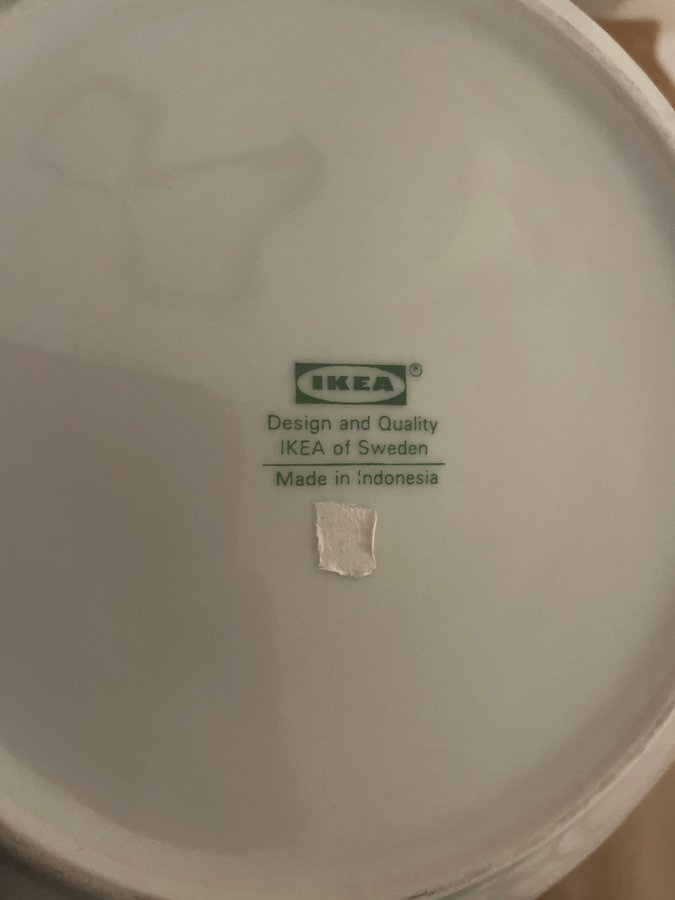 IKEA®
Design and Quality
IKEA of Sweden
Made in Indonesia